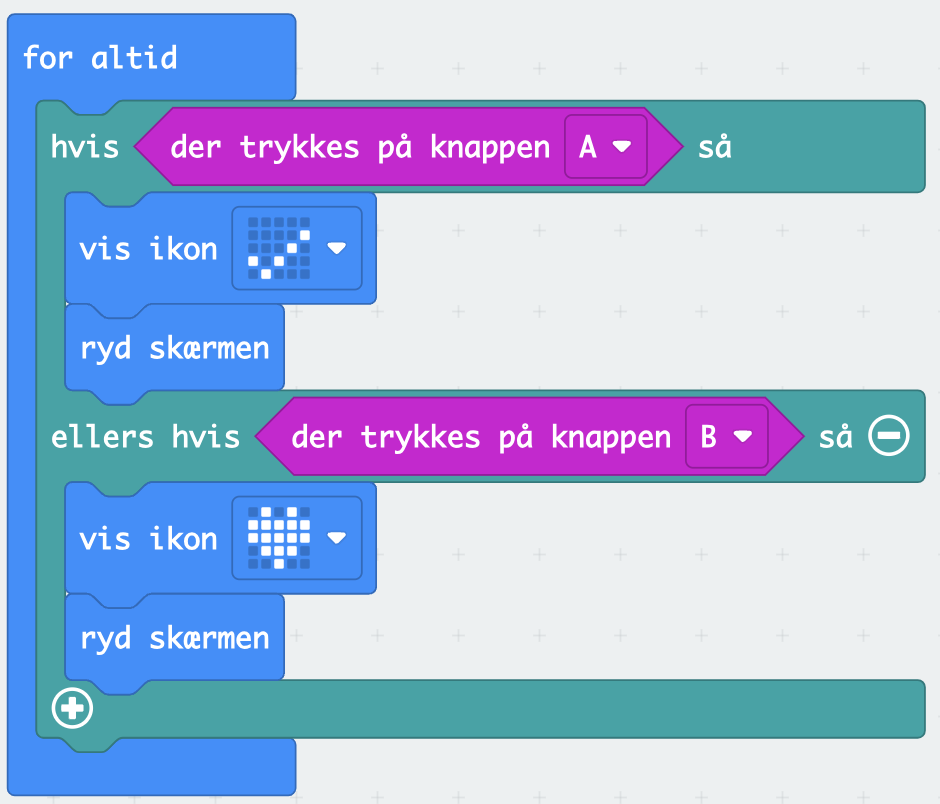 for altid
hvis der trykkes på knappen A så
vis ikon
ryd skærmen
ellers hvis der trykkes på knappen B så
vis ikon
ryd skærmen